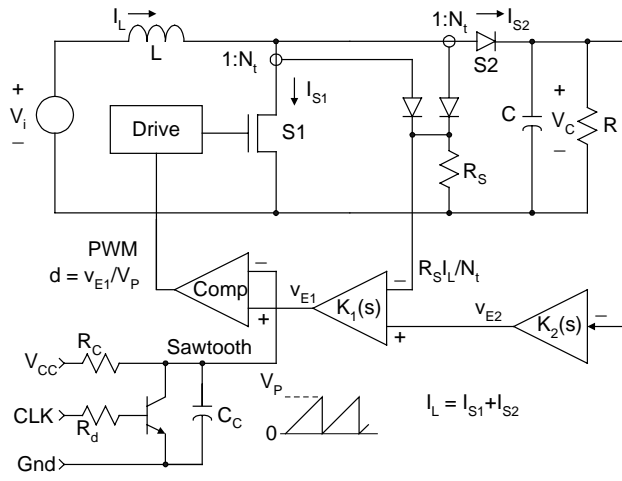 I_L
1:N_t
I_S2
L
1:N_t
S2
+
V_i
–
I_S1
Drive
S1
C
+
V_C
–
R
R_S
PWM
d = v_E1/V_P
Comp
–
+
v_E1
K_1(s)
–
+
R_SI_L/N_t
v_E2
K_2(s)
–
R_C
Sawtooth
V_CC
V_P
CLK
R_d
C_C
0
I_L = I_S1+I_S2
Gnd